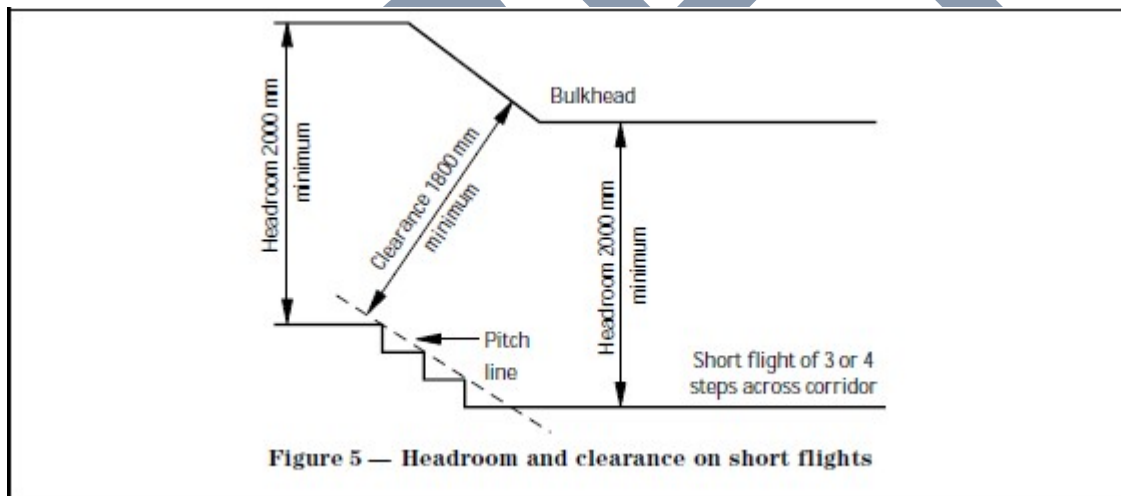 Headroom 2000 mm
minimum
Clearance 1800 mm
minimum
Bulkhead
Headroom 2000 mm
minimum
Pitch
line
Short flight of 3 or 4
steps across corridor
Figure 5 — Headroom and clearance on short flights